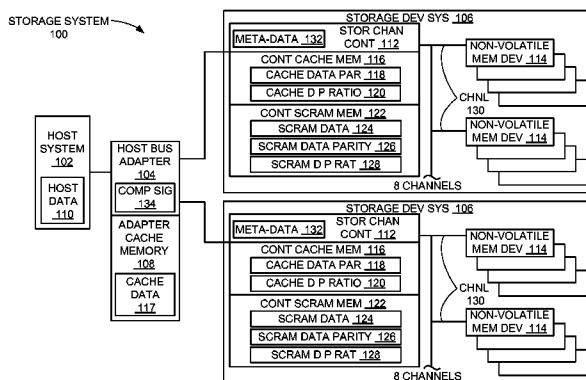 STORAGE SYSTEM
100
HOST
SYSTEM
102
HOST
DATA
110
HOST BUS
ADAPTER
104
COMP SIG
134
ADAPTER
CACHE
MEMORY
108
CACHE
DATA
117
STORAGE DEV SYS 106
META-DATA 132
STOR CHAN
CONT 112
CONT CACHE MEM 116
CACHE DATA PAR 118
CACHE D P RATIO 120
CONT SCRAM MEM 122
SCRAM DATA 124
SCRAM DATA PARITY 126
SCRAM D P RAT 128
NON-VOLATILE
MEM DEV 114
CHNL
130
NON-VOLATILE
MEM DEV 114
8 CHANNELS
STORAGE DEV SYS 106
META-DATA 132
STOR CHAN
CONT 112
CONT CACHE MEM 116
CACHE DATA PAR 118
CACHE D P RATIO 120
CONT SCRAM MEM 122
SCRAM DATA 124
SCRAM DATA PARITY 126
SCRAM D P RAT 128
NON-VOLATILE
MEM DEV 114
CHNL
130
NON-VOLATILE
MEM DEV 114
8 CHANNELS